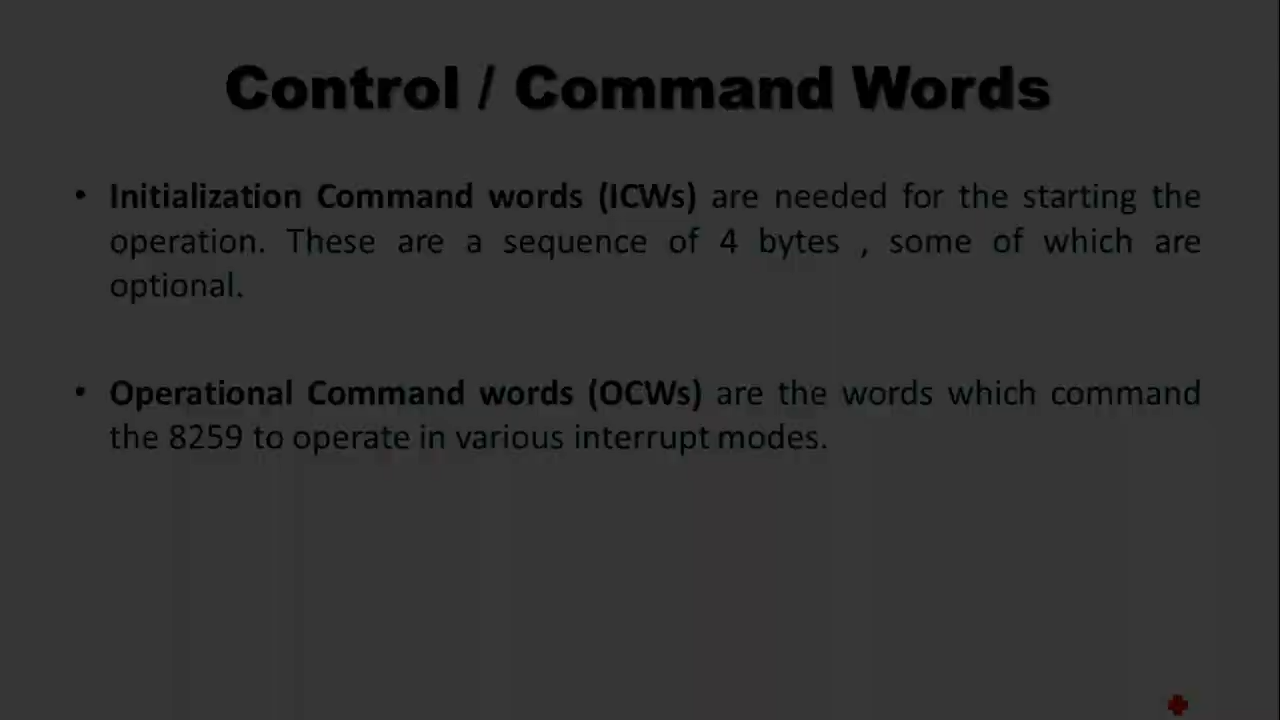 Control / Command Words
• Initialization Command words (ICWs) are needed for the starting the
operation. These are a sequence of 4 bytes , some of which are
optional.
• Operational Command words (OCWs) are the words which command
the 8259 to operate in various interrupt modes.